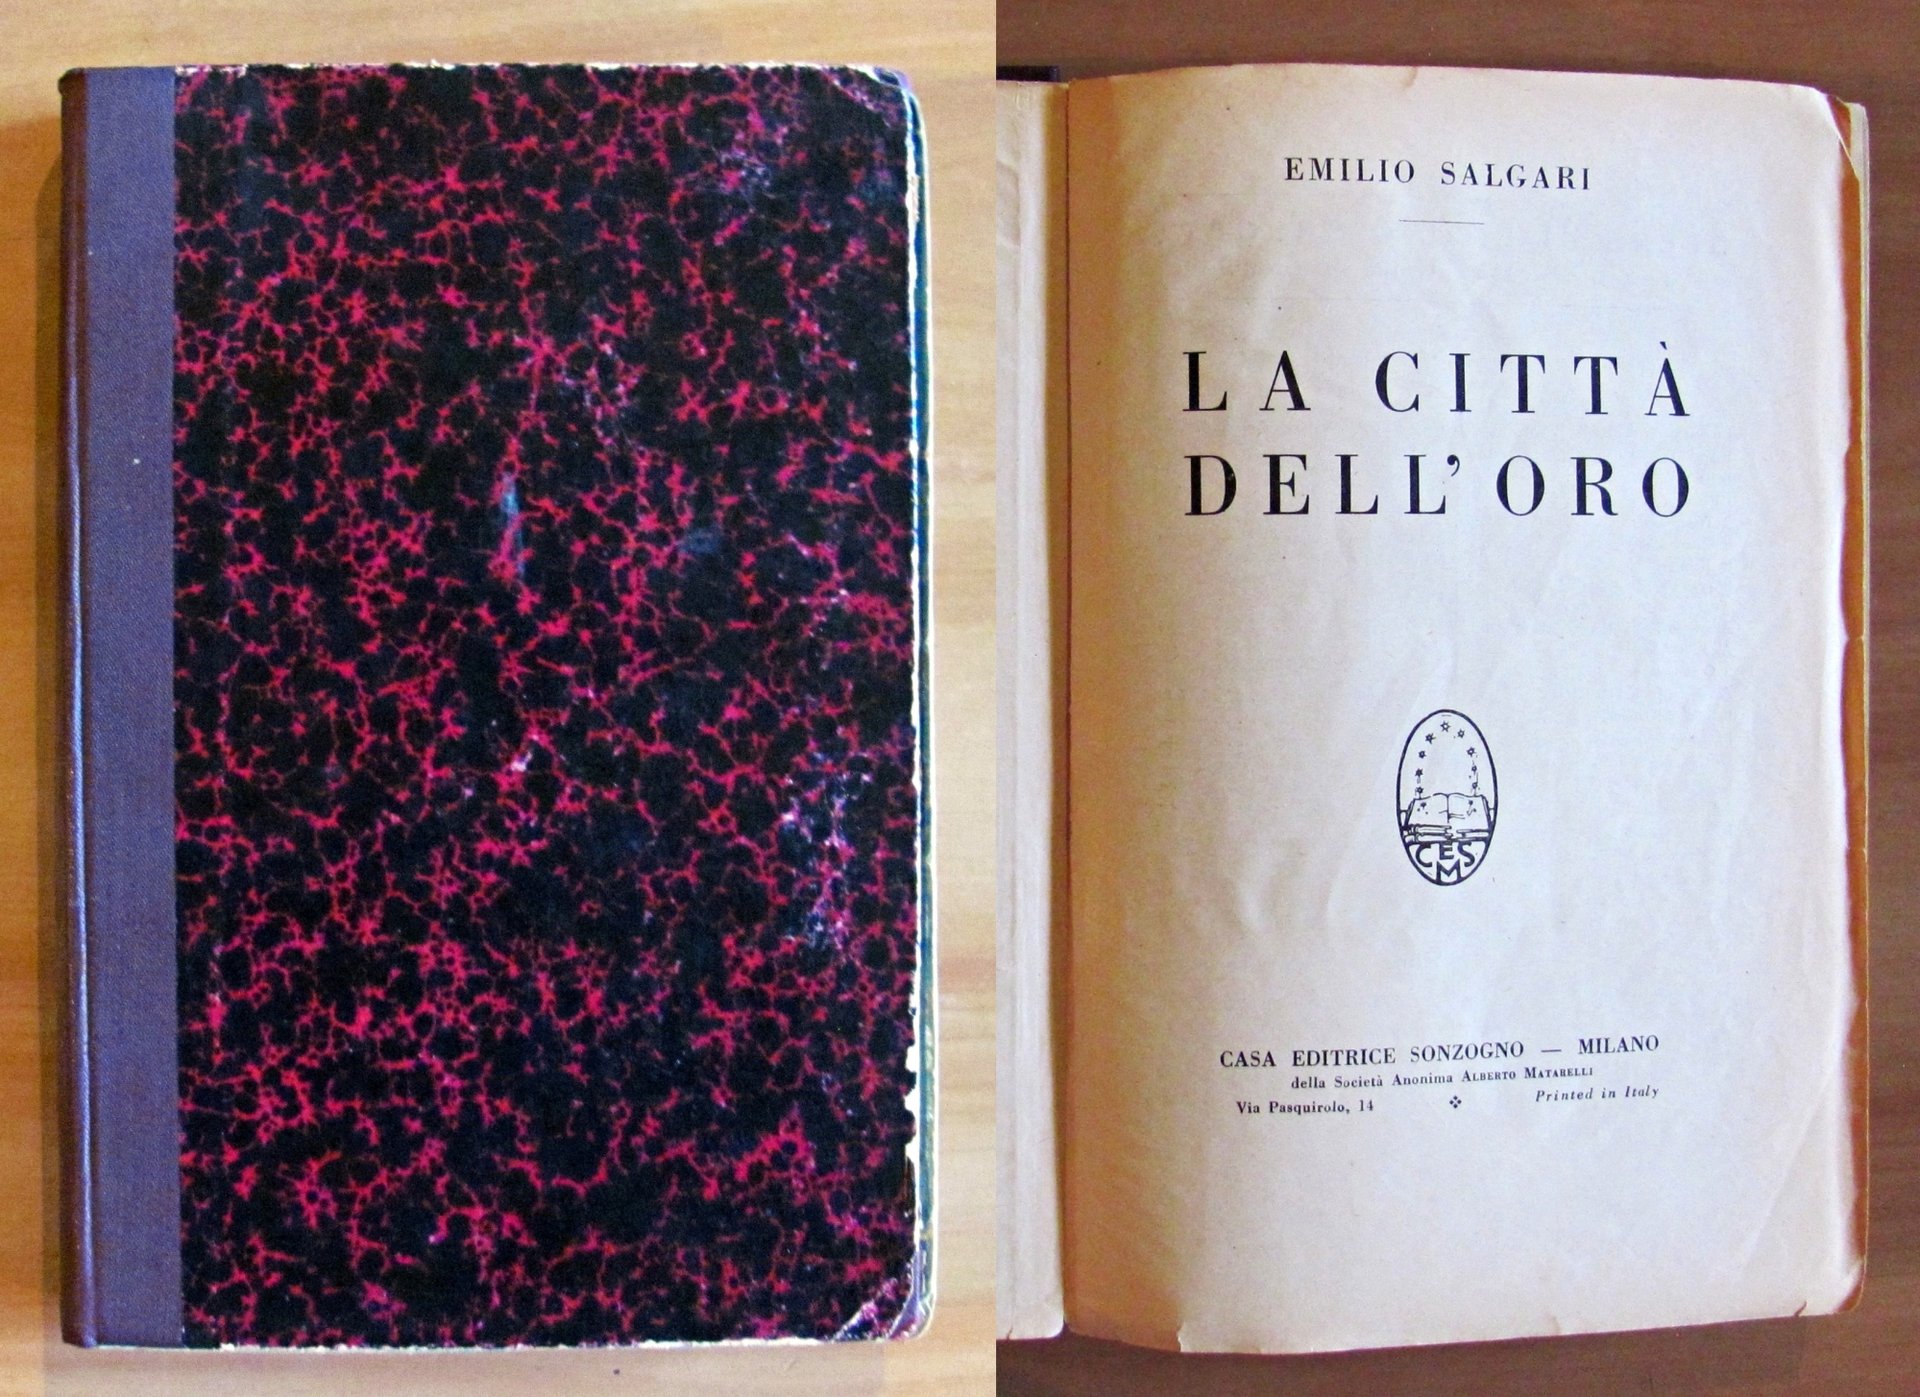 EMILIO SALGARI
LA CITTÀ
DELL'ORO
CES
M
CASA EDITRICE SONZOGNO — MILANO
della Società Anonima ALBERTO MATARELLI
Via Pasquirolo, 14 Printed in Italy